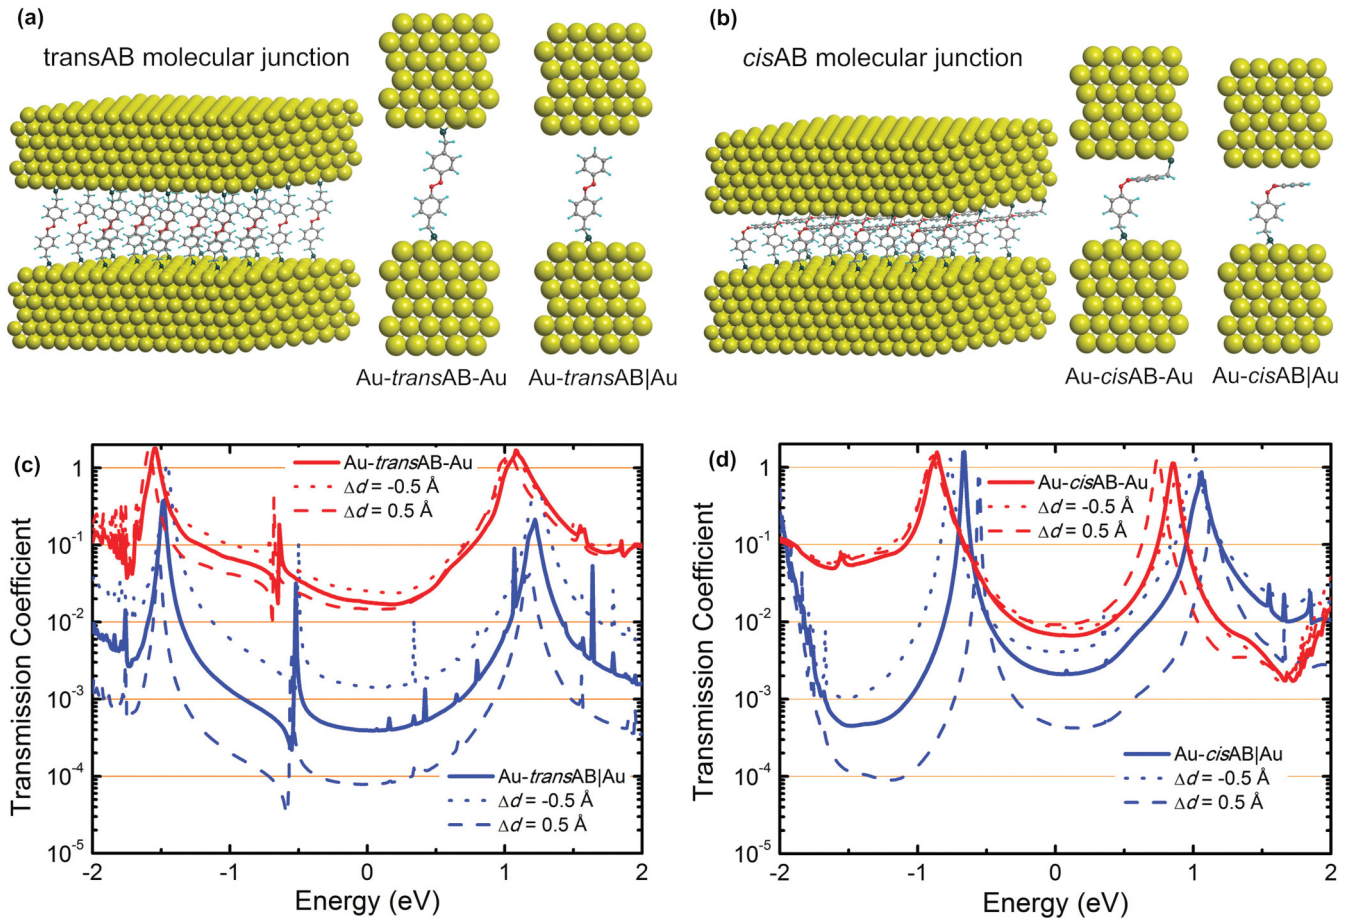 (a)
transAB molecular junction
Au-transAB-Au
Au-transAB|Au
(b)
cisAB molecular junction
Au-cisAB-Au
Au-cisAB|Au
(c)
Transmission Coefficient
1
10-1
10-2
10-3
10-4
10-5
-2
-1
0
1
2
Energy (eV)
Au-transAB-Au
Δd = -0.5 Å
Δd = 0.5 Å
Au-transAB|Au
Δd = -0.5 Å
Δd = 0.5 Å
(d)
Transmission Coefficient
1
10-1
10-2
10-3
10-4
10-5
-2
-1
0
1
2
Energy (eV)
Au-cisAB-Au
Δd = -0.5 Å
Δd = 0.5 Å
Au-cisAB|Au
Δd = -0.5 Å
Δd = 0.5 Å